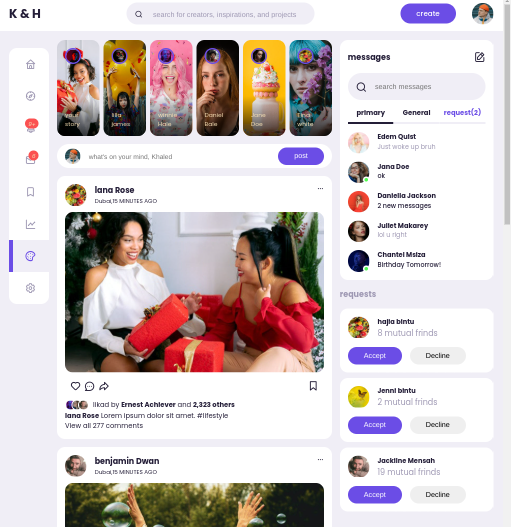 K & H
search for creators, inspirations, and projects
create
your story
lilla james
winnie Hale
Daniel Bale
Jane Doe
Tina white
messages
search messages
primary General request(2)
Edem Quist
Just woke up bruh
Jana Doe
ok
Daniella Jackson
2 new messages
Juliet Makarey
lol u right
Chantel Msiza
Birthday Tomorrow!
what's on your mind, Khaled
post
lana Rose
Dubai,15 MINUTES AGO
likad by Ernest Achiever and 2,323 others
lana Rose Lorem ipsum dolor sit amet. #lifestyle
View all 277 comments
benjamin Dwan
Dubai,15 MINUTES AGO
requests
hajia bintu
8 mutual frinds
Accept Decline
Jenni bintu
2 mutual frinds
Accept Decline
Jackline Mensah
19 mutual frinds
Accept Decline